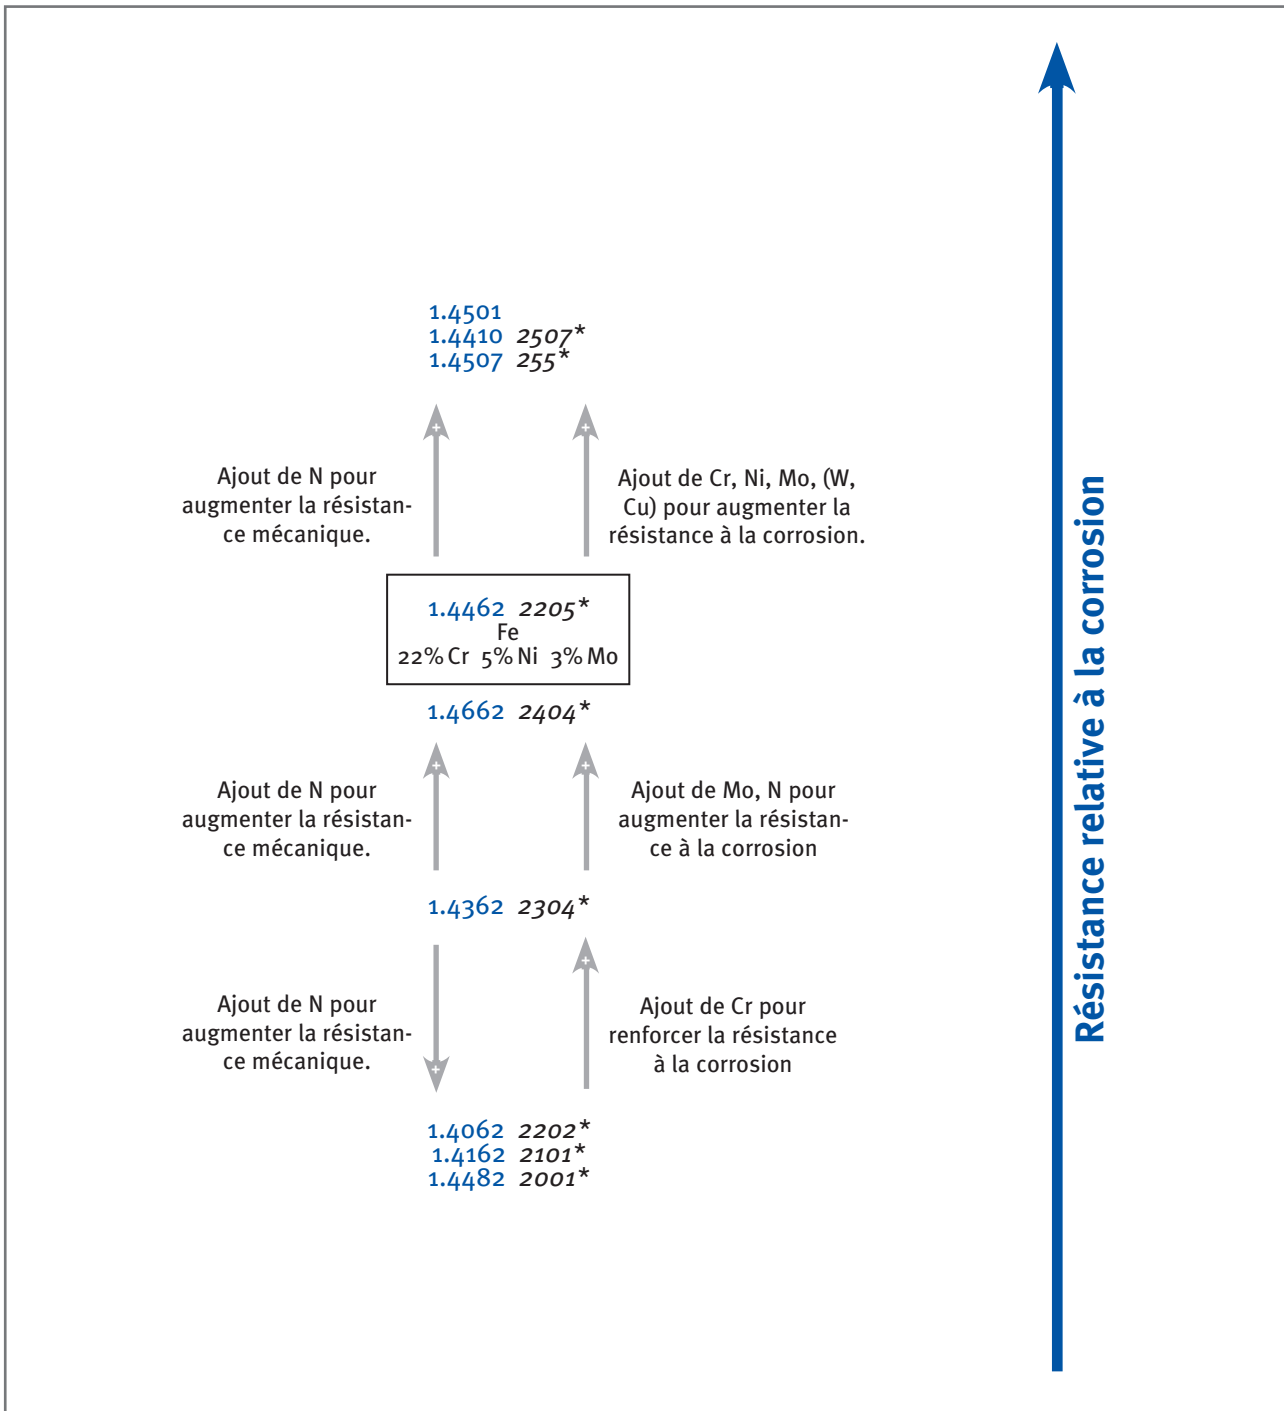 1.4501
1.4410 2507*
1.4507 255*
Ajout de N pour
augmenter la résistan-
ce mécanique.
Ajout de Cr, Ni, Mo, (W,
Cu) pour augmenter la
résistance à la corrosion.
1.4462 2205*
Fe
22% Cr 5% Ni 3% Mo
1.4662 2404*
Ajout de N pour
augmenter la résistan-
ce mécanique.
Ajout de Mo, N pour
augmenter la résistan-
ce à la corrosion
1.4362 2304*
Ajout de N pour
augmenter la résistan-
ce mécanique.
Ajout de Cr pour
renforcer la résistance
à la corrosion
1.4062 2202*
1.4162 2101*
1.4482 2001*
Résistance relative à la corrosion